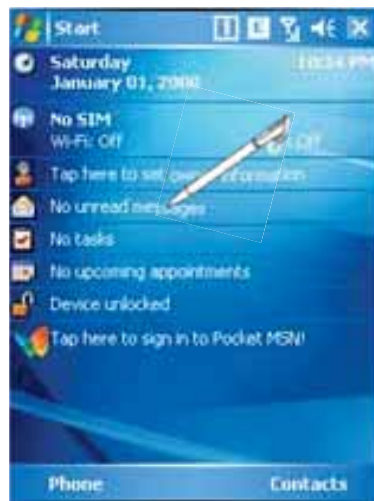 Start
Saturday
January 01,
No SIM
Wi-Fi: Off
Off
Tap here to set owner information
No unread messages
No tasks
No upcoming appointments
Device unlocked
Tap here to sign in to Pocket MSN!
Phone
Contacts